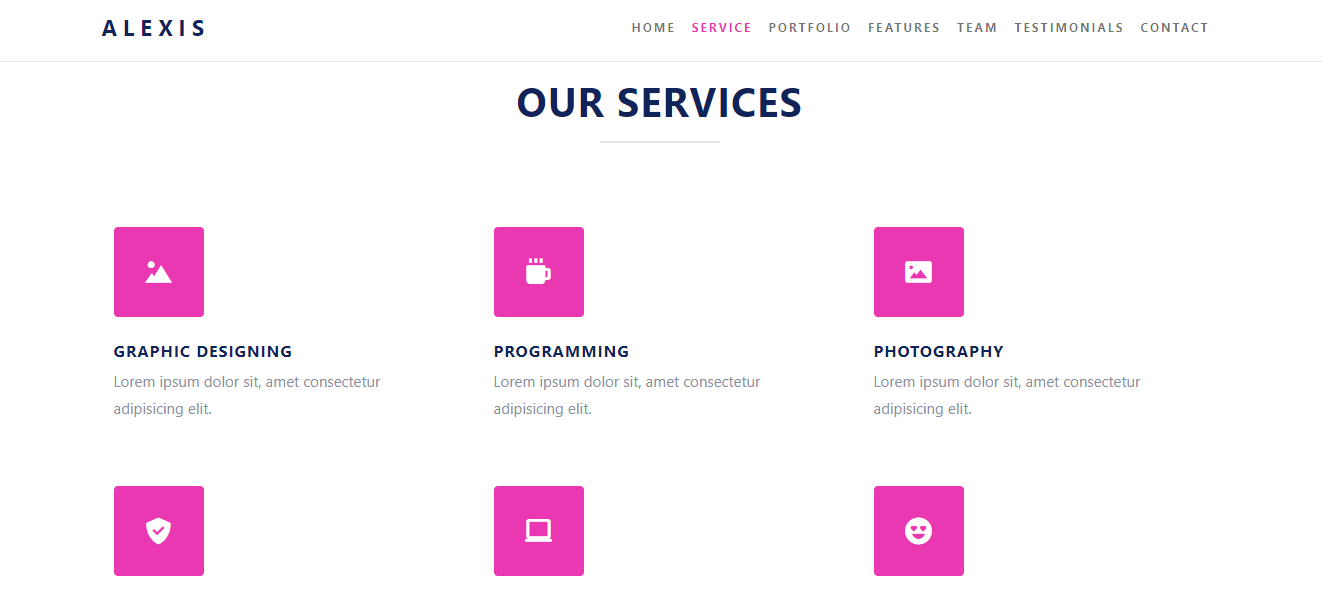 ALEXIS
HOME SERVICE PORTFOLIO FEATURES TEAM TESTIMONIALS CONTACT
OUR SERVICES
GRAPHIC DESIGNING
Lorem ipsum dolor sit, amet consectetur
adipisicing elit.
PROGRAMMING
Lorem ipsum dolor sit, amet consectetur
adipisicing elit.
PHOTOGRAPHY
Lorem ipsum dolor sit, amet consectetur
adipisicing elit.